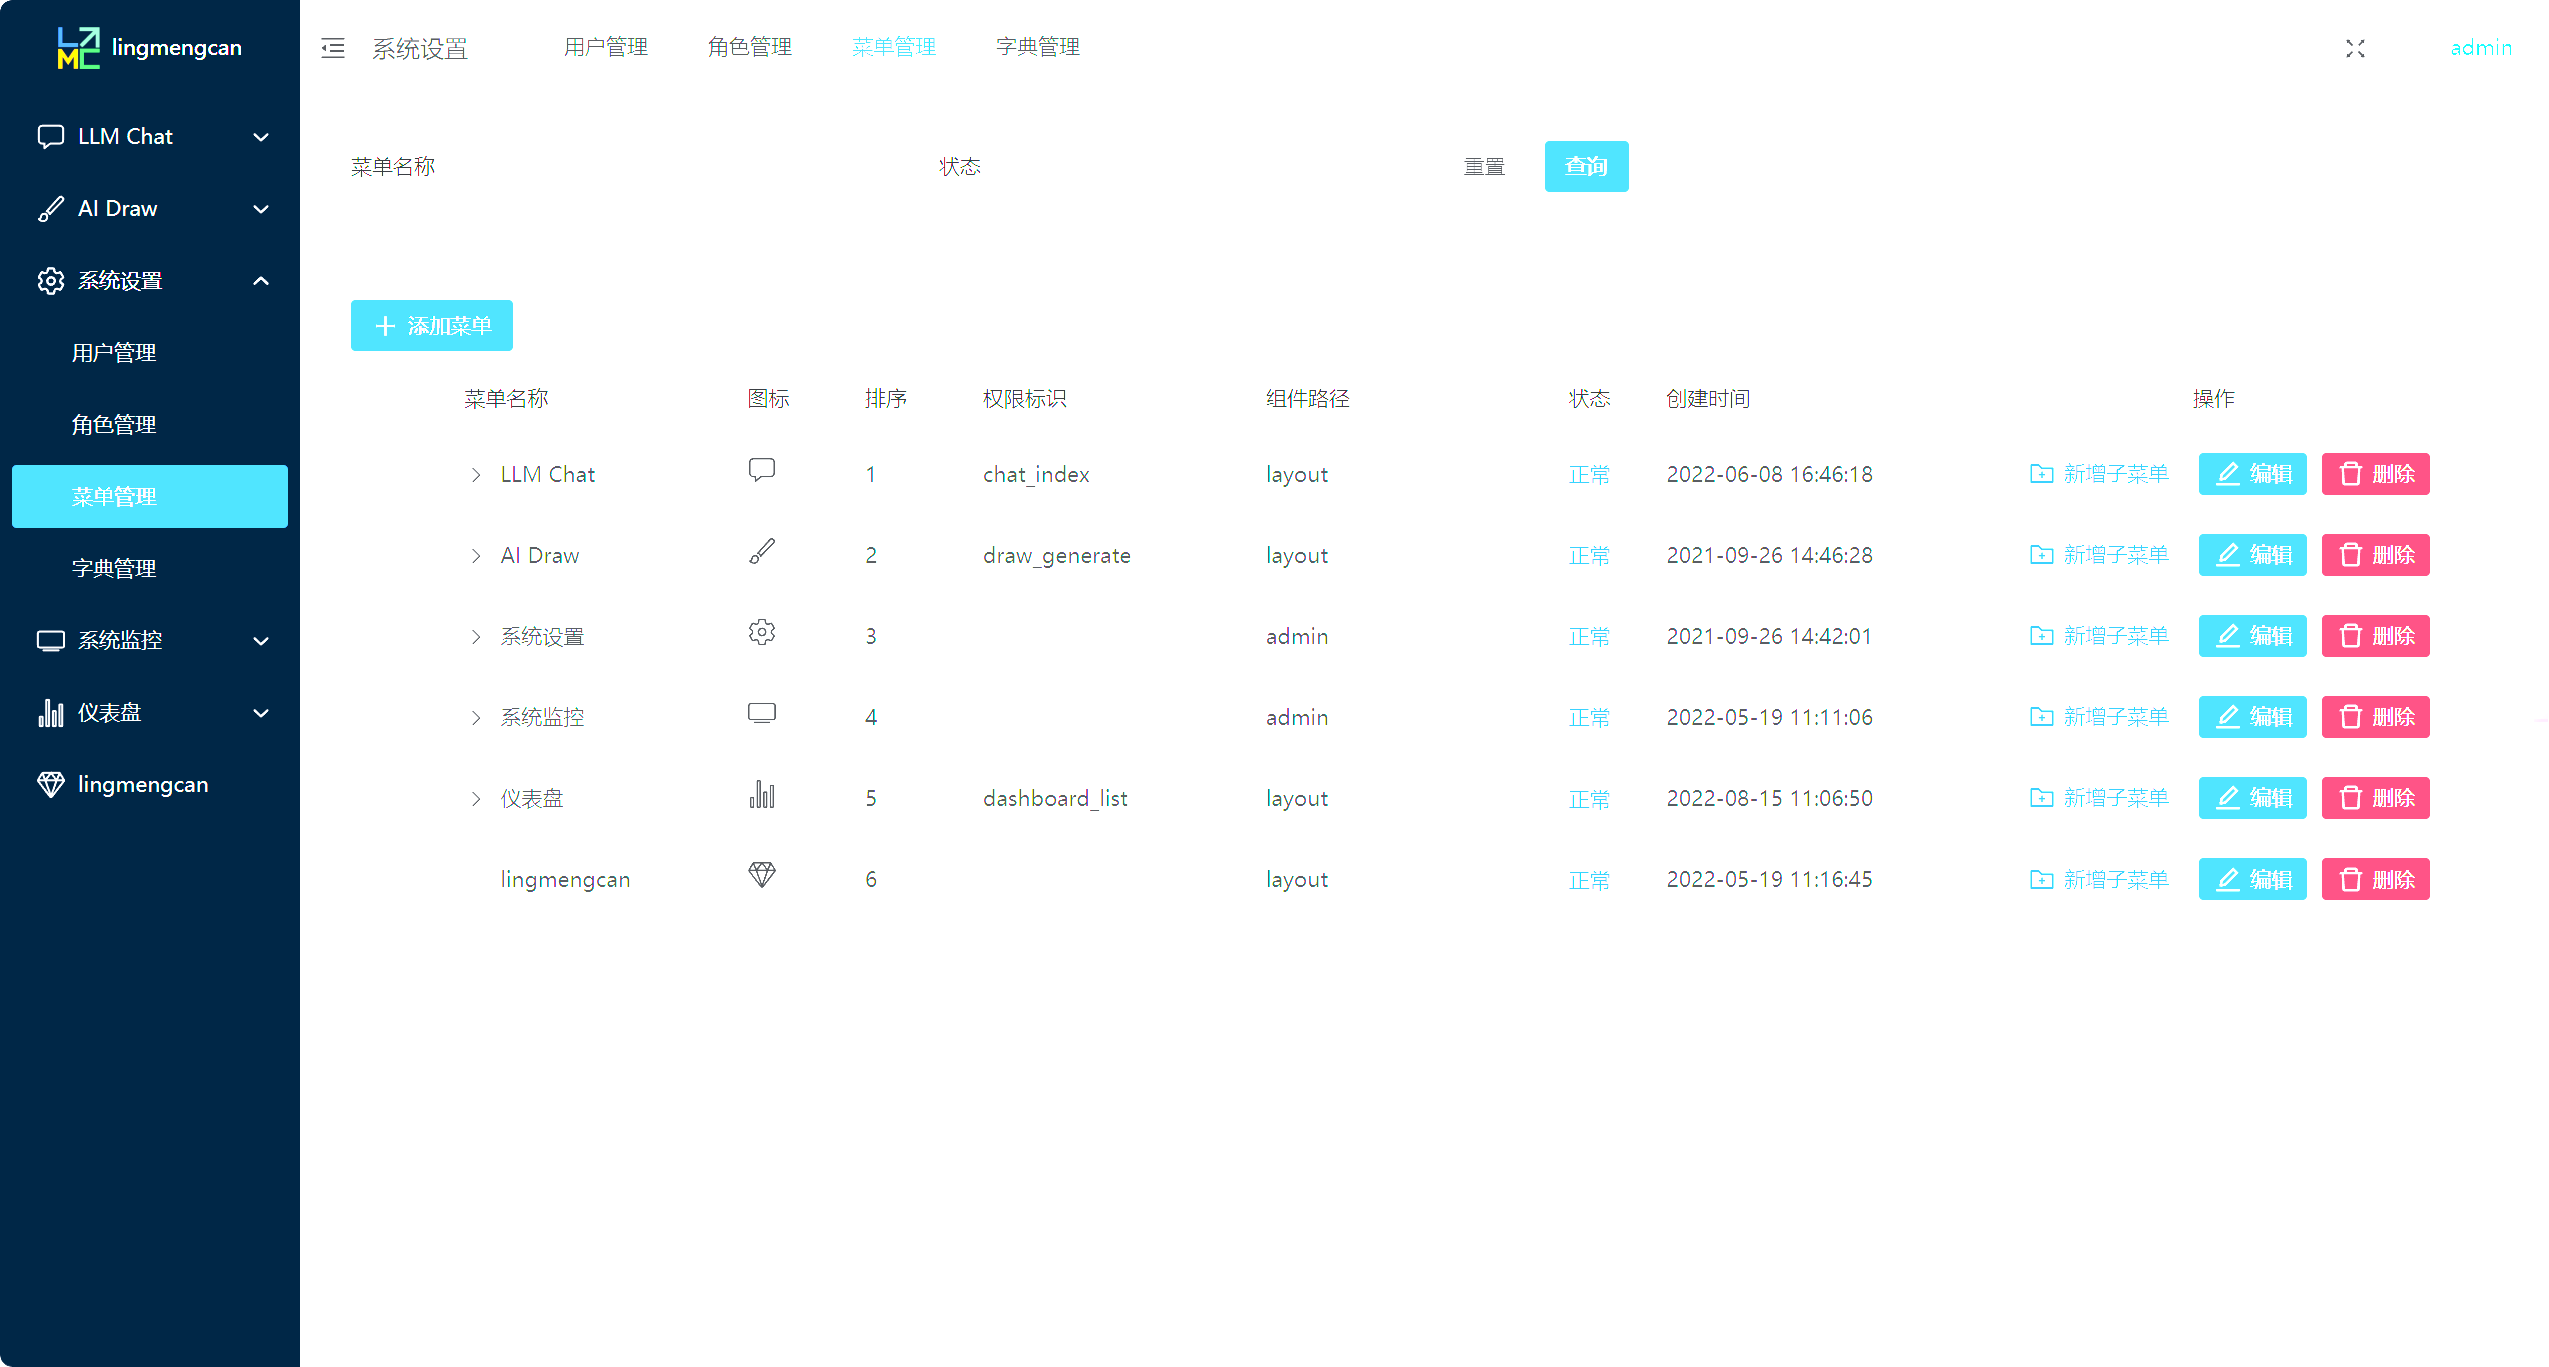 lingmengcan
系统设置 用户管理 角色管理 菜单管理 字典管理 admin
LLM Chat
AI Draw
系统设置
用户管理
角色管理
菜单管理
字典管理
系统监控
仪表盘
lingmengcan
菜单名称 状态 重置 查询
添加菜单
菜单名称 图标 排序 权限标识 组件路径 状态 创建时间 操作
LLM Chat 1 chat_index layout 正常 2022-06-08 16:46:18 新增子菜单 编辑 删除
AI Draw 2 draw_generate layout 正常 2021-09-26 14:46:28 新增子菜单 编辑 删除
系统设置 3 admin 正常 2021-09-26 14:42:01 新增子菜单 编辑 删除
系统监控 4 admin 正常 2022-05-19 11:11:06 新增子菜单 编辑 删除
仪表盘 5 dashboard_list layout 正常 2022-08-15 11:06:50 新增子菜单 编辑 删除
lingmengcan 6 layout 正常 2022-05-19 11:16:45 新增子菜单 编辑 删除